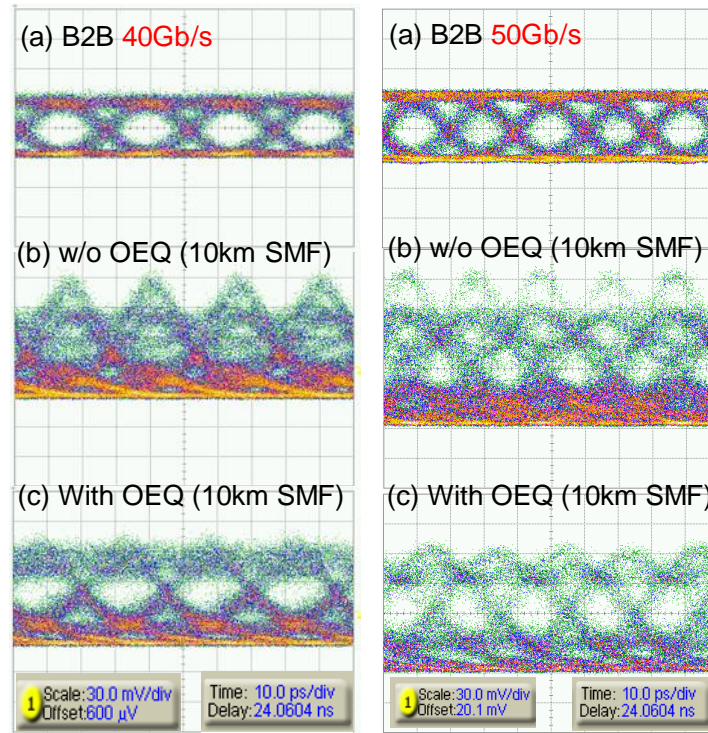 (a) B2B 40Gb/s
(b) w/o OEQ (10km SMF)
(c) With OEQ (10km SMF)
1 Scale:30.0 mV/div
Offset:600 µV
Time: 10.0 ps/div
Delay:24.0604 ns
(a) B2B 50Gb/s
(b) w/o OEQ (10km SMF)
(c) With OEQ (10km SMF)
1 Scale:30.0 mV/div
Offset:20.1 mV
Time: 10.0 ps/div
Delay:24.0604 ns